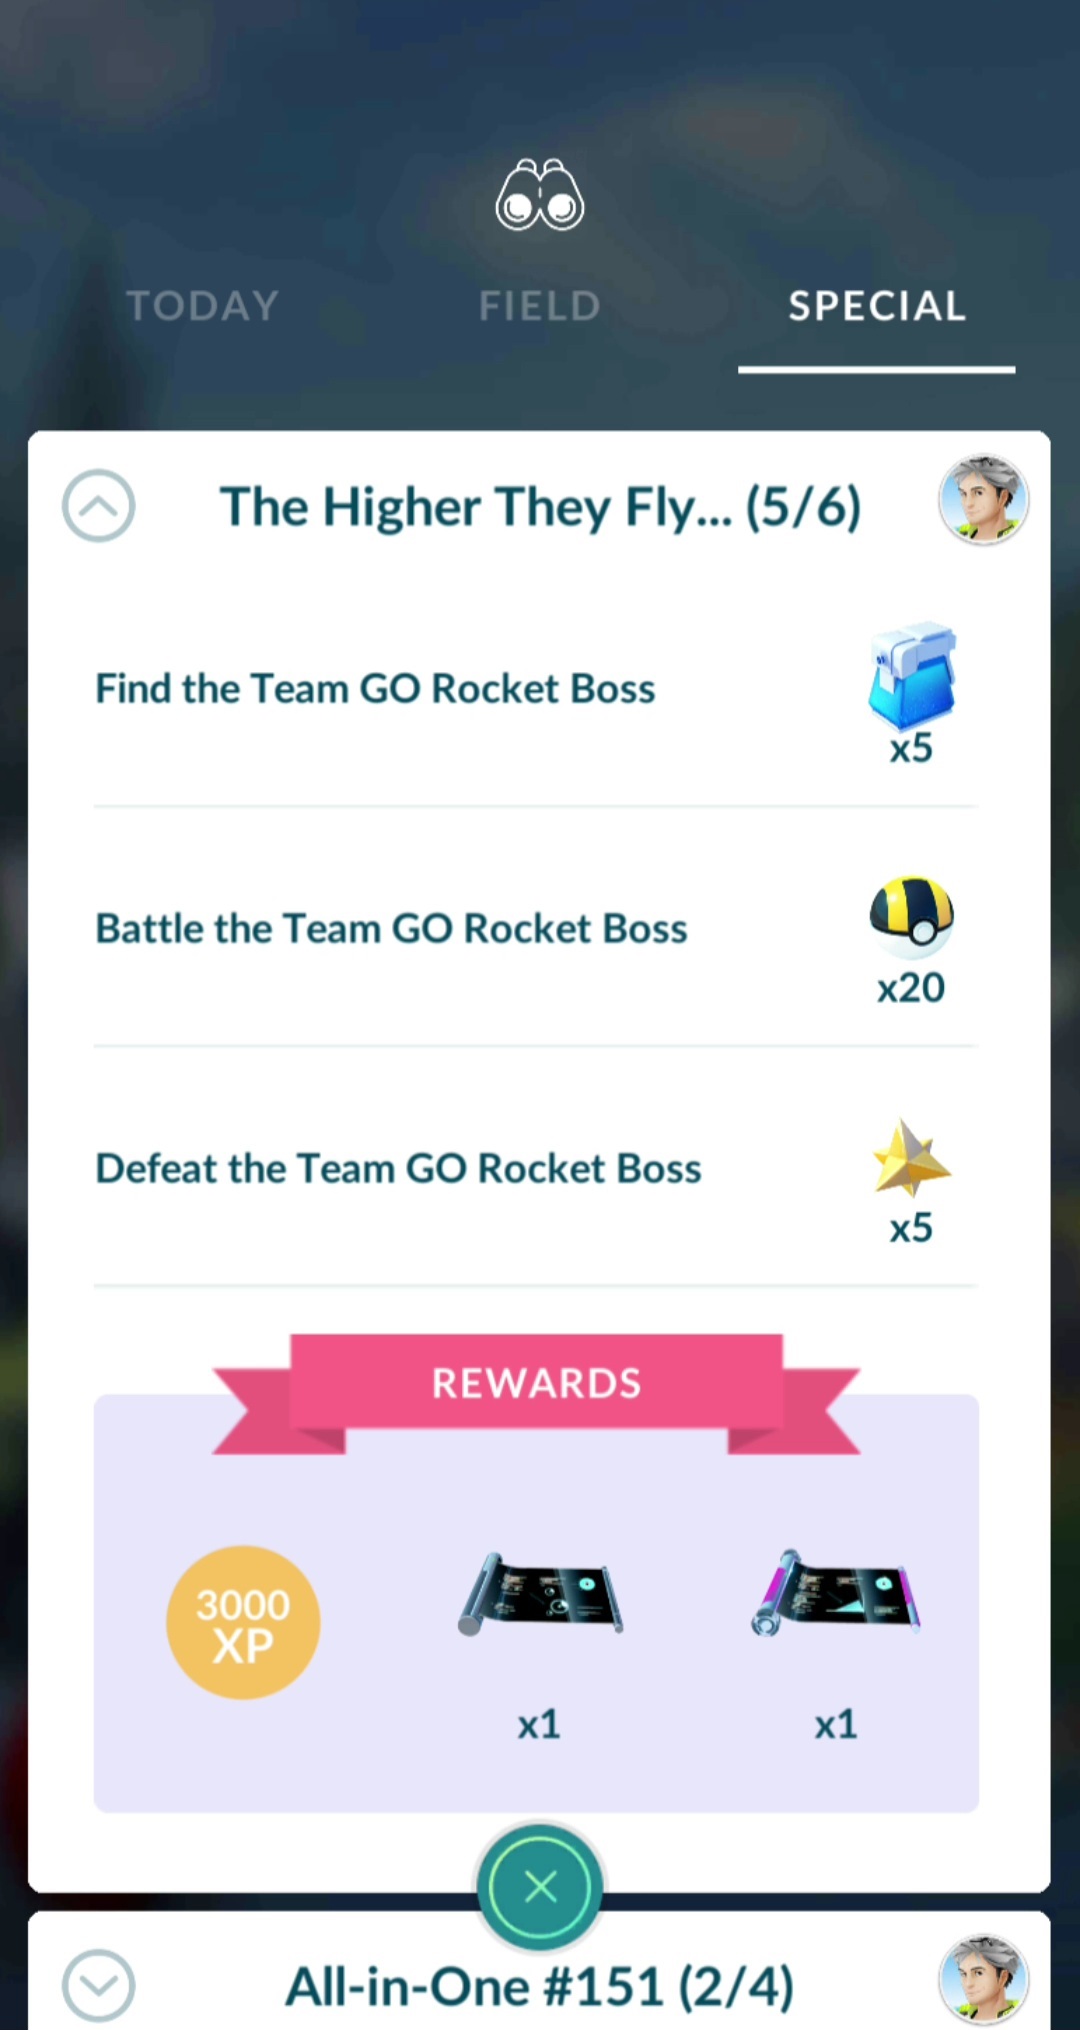 TODAY
FIELD
SPECIAL
The Higher They Fly... (5/6)
Find the Team GO Rocket Boss
x5
Battle the Team GO Rocket Boss
x20
Defeat the Team GO Rocket Boss
x5
REWARDS
3000
XP
x1
x1
All-in-One #151 (2/4)